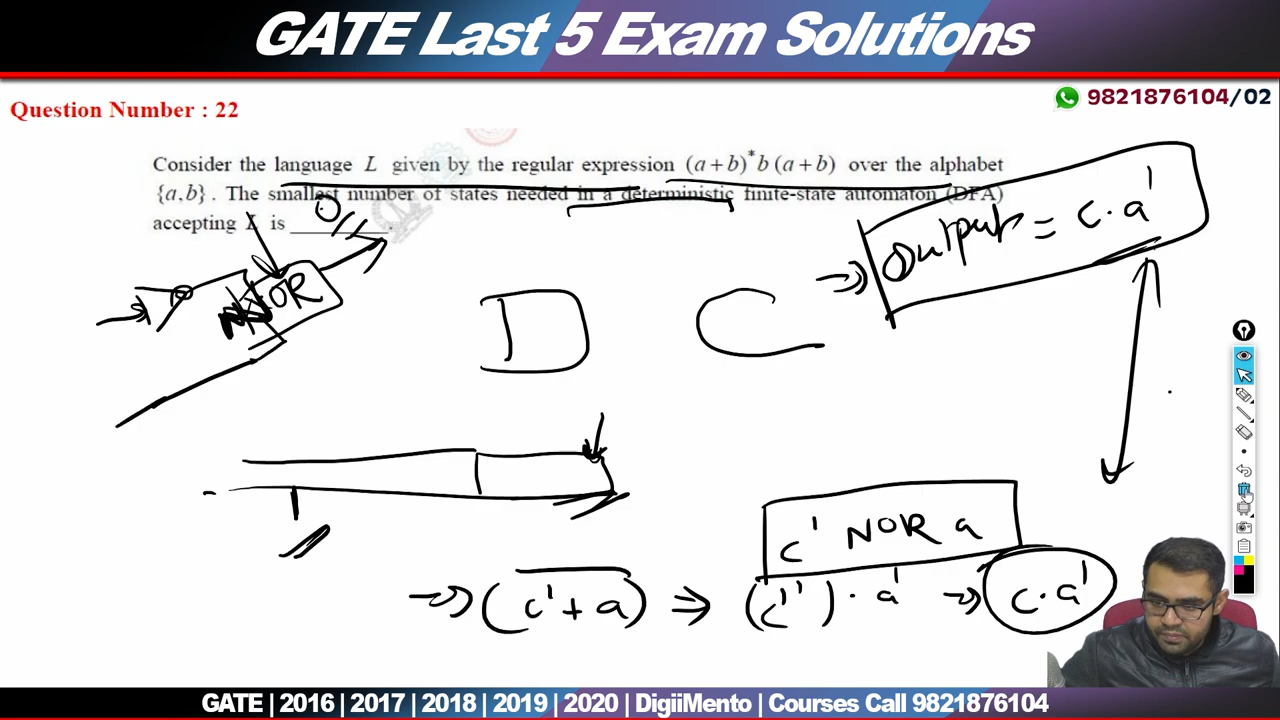 GATE Last 5 Exam Solutions
Question Number : 22
9821876104/02
Consider the language L given by the regular expression (a+b)*b(a+b) over the alphabet
{a,b}. The smallest number of states needed in a deterministic finite-state automaton (DFA)
accepting L is ________.
output = c.a'
NOR
D C
c' NOR a
(c'+a) ⇒ (c'')·a' → c.a'
GATE | 2016 | 2017 | 2018 | 2019 | 2020 | DigiiMento | Courses Call 9821876104